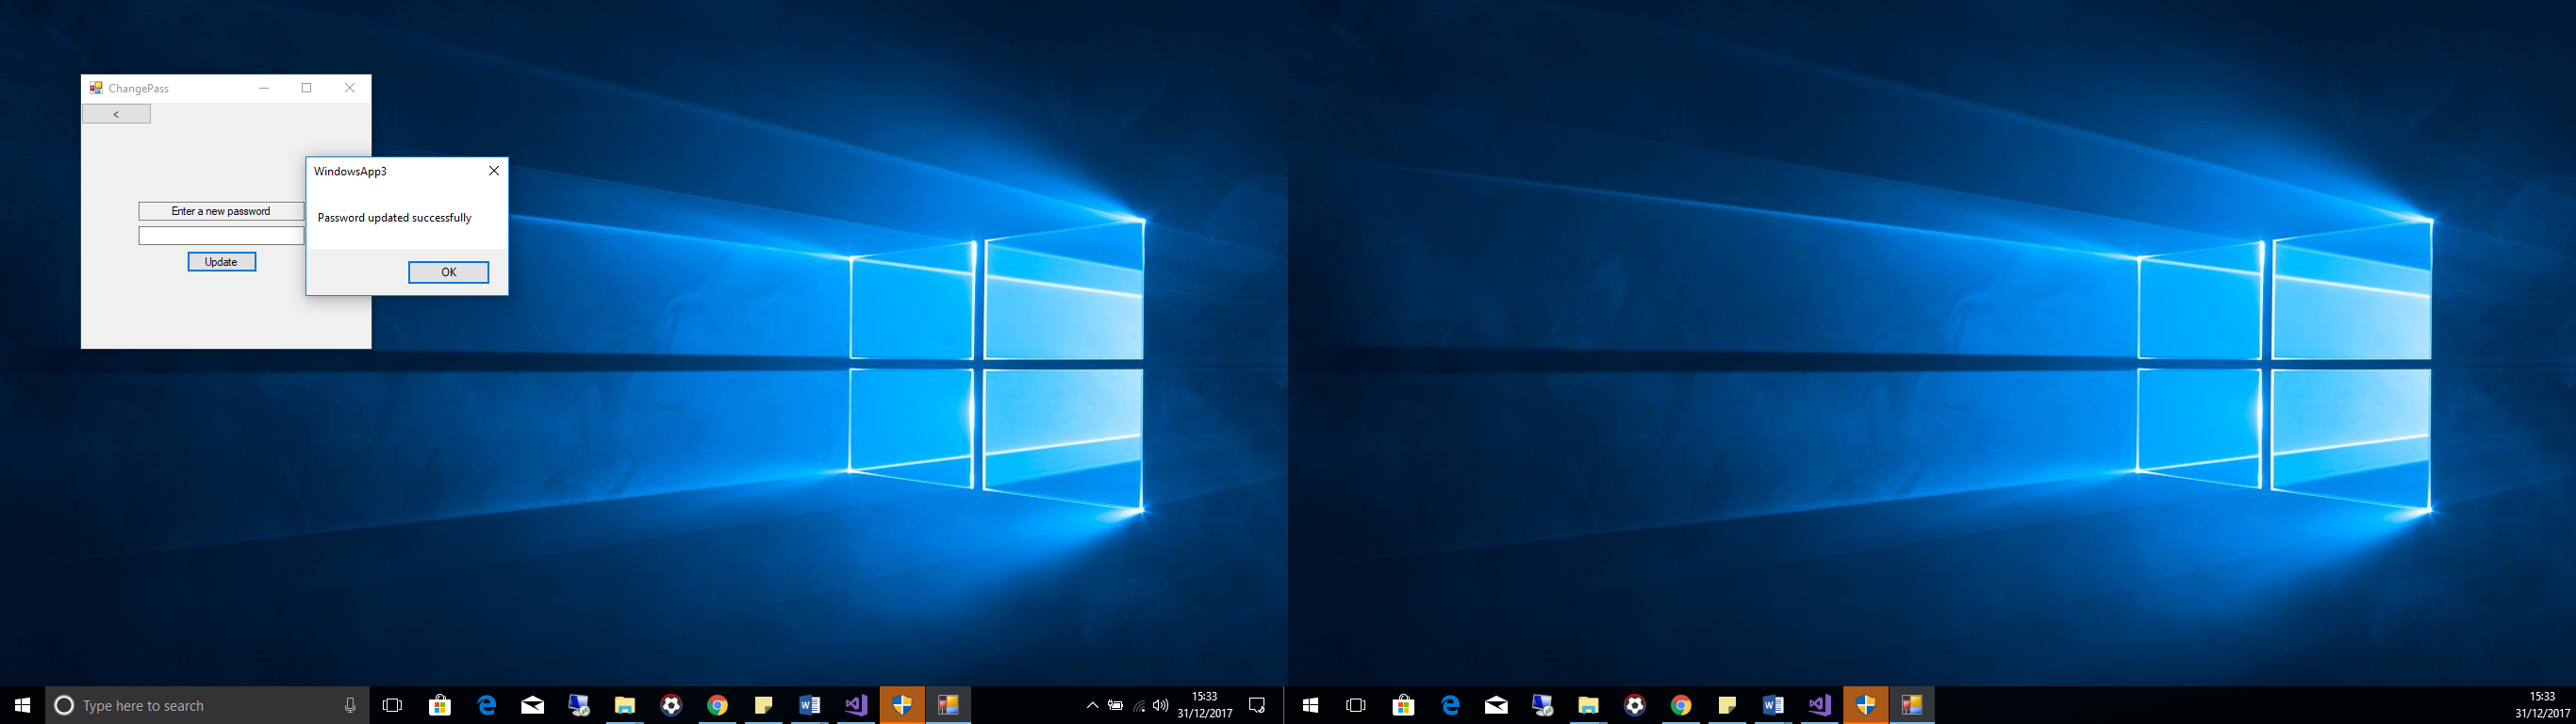 ChangePass
<
WindowsApp3
Enter a new password
Password updated successfully
Update
OK
Type here to search
15:33
31/12/2017
15:33
31/12/2017